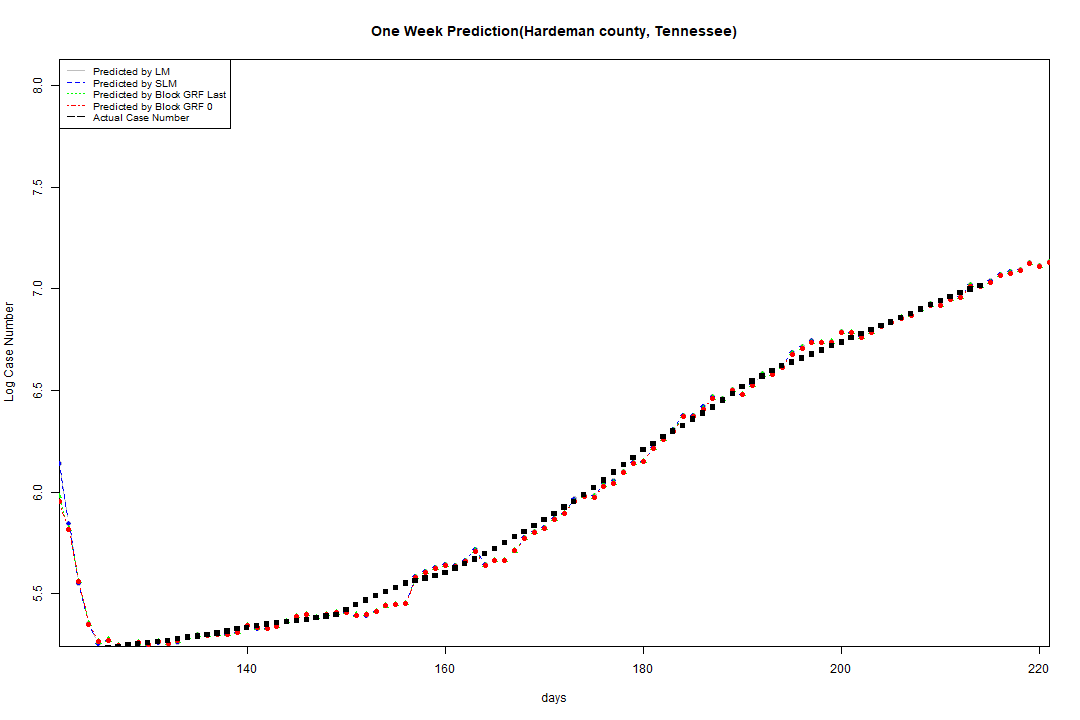 One Week Prediction(Hardeman county, Tennessee)
Predicted by LM
Predicted by SLM
Predicted by Block GRF Last
Predicted by Block GRF 0
Actual Case Number
8.0
7.5
7.0
6.5
6.0
5.5
Log Case Number
140 160 180 200 220
days